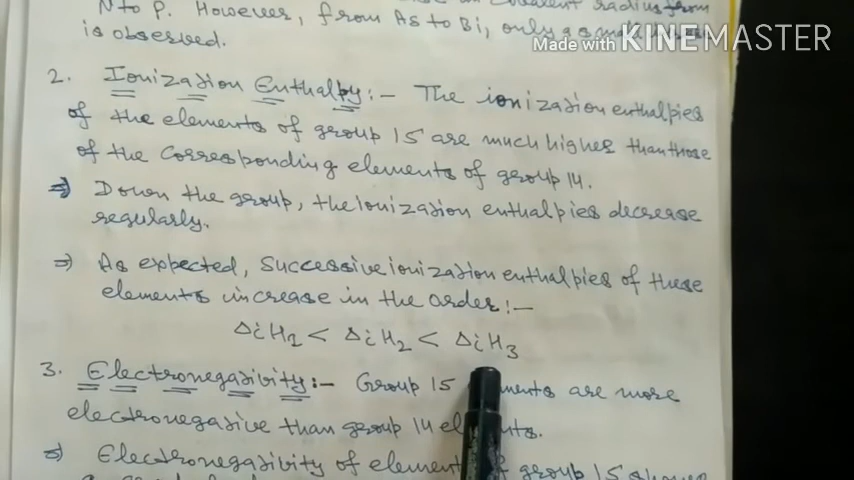 N to P. However, from As to Bi, only a small
is observed.
Made with KINEMASTER
2. Ionization Enthalpy:- The ionization enthalpies
of the elements of group 15 are much higher than those
of the corresponding elements of group 14.
⇒ Down the group, the ionization enthalpies decrease
regularly.
⇒ As expected, successive ionization enthalpies of these
elements increase in the order:-
ΔiH1 < ΔiH2 < ΔiH3
3. Electronegativity:- Group 15 elements are more
electronegative than group 14 elements.
⇒ Electronegativity of elements of group 15 shows